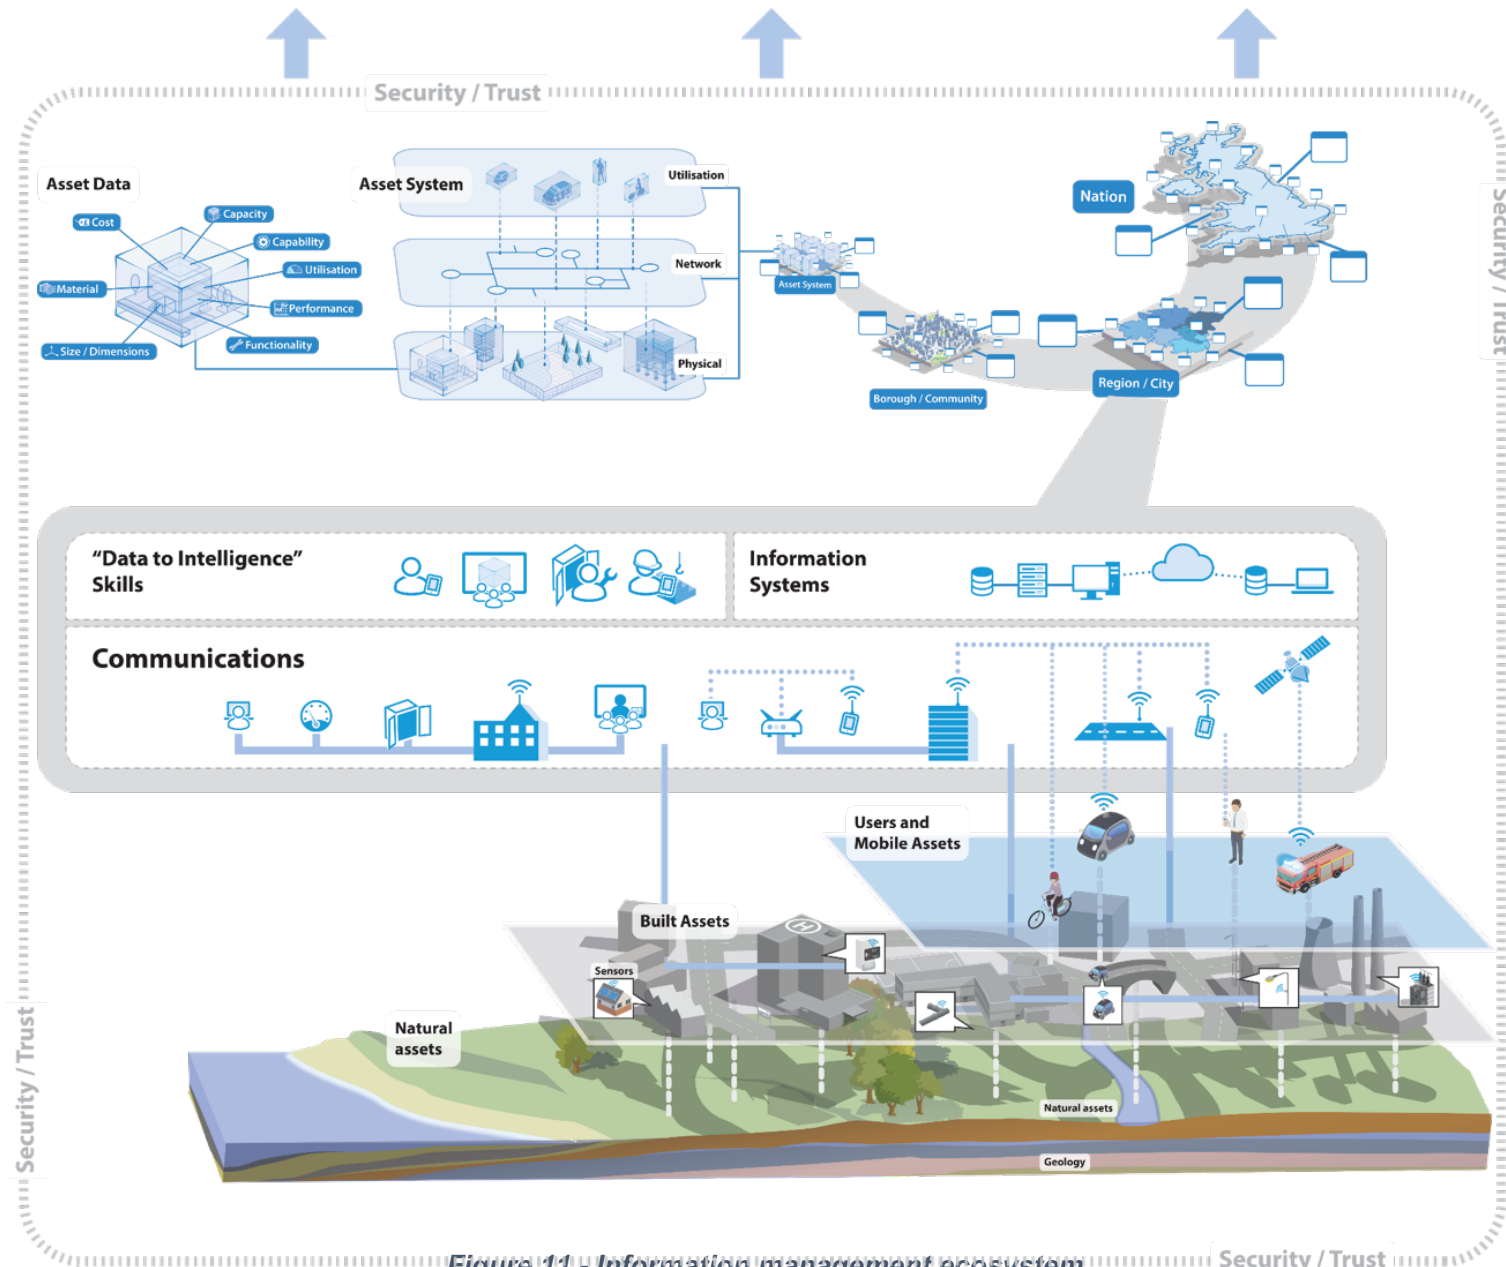 Security / Trust
Asset Data
Cost
Capacity
Capability
Utilisation
Material
Performance
Size / Dimensions
Functionality
Asset System
Utilisation
Network
Physical
Asset System
Borough / Community
Region / City
Nation
Security / Trust
“Data to Intelligence”
Skills
Information
Systems
Communications
Users and
Mobile Assets
Built Assets
Sensors
Natural
assets
Natural assets
Geology
Security / Trust
Figure 11 - Information management ecosystem
Security / Trust